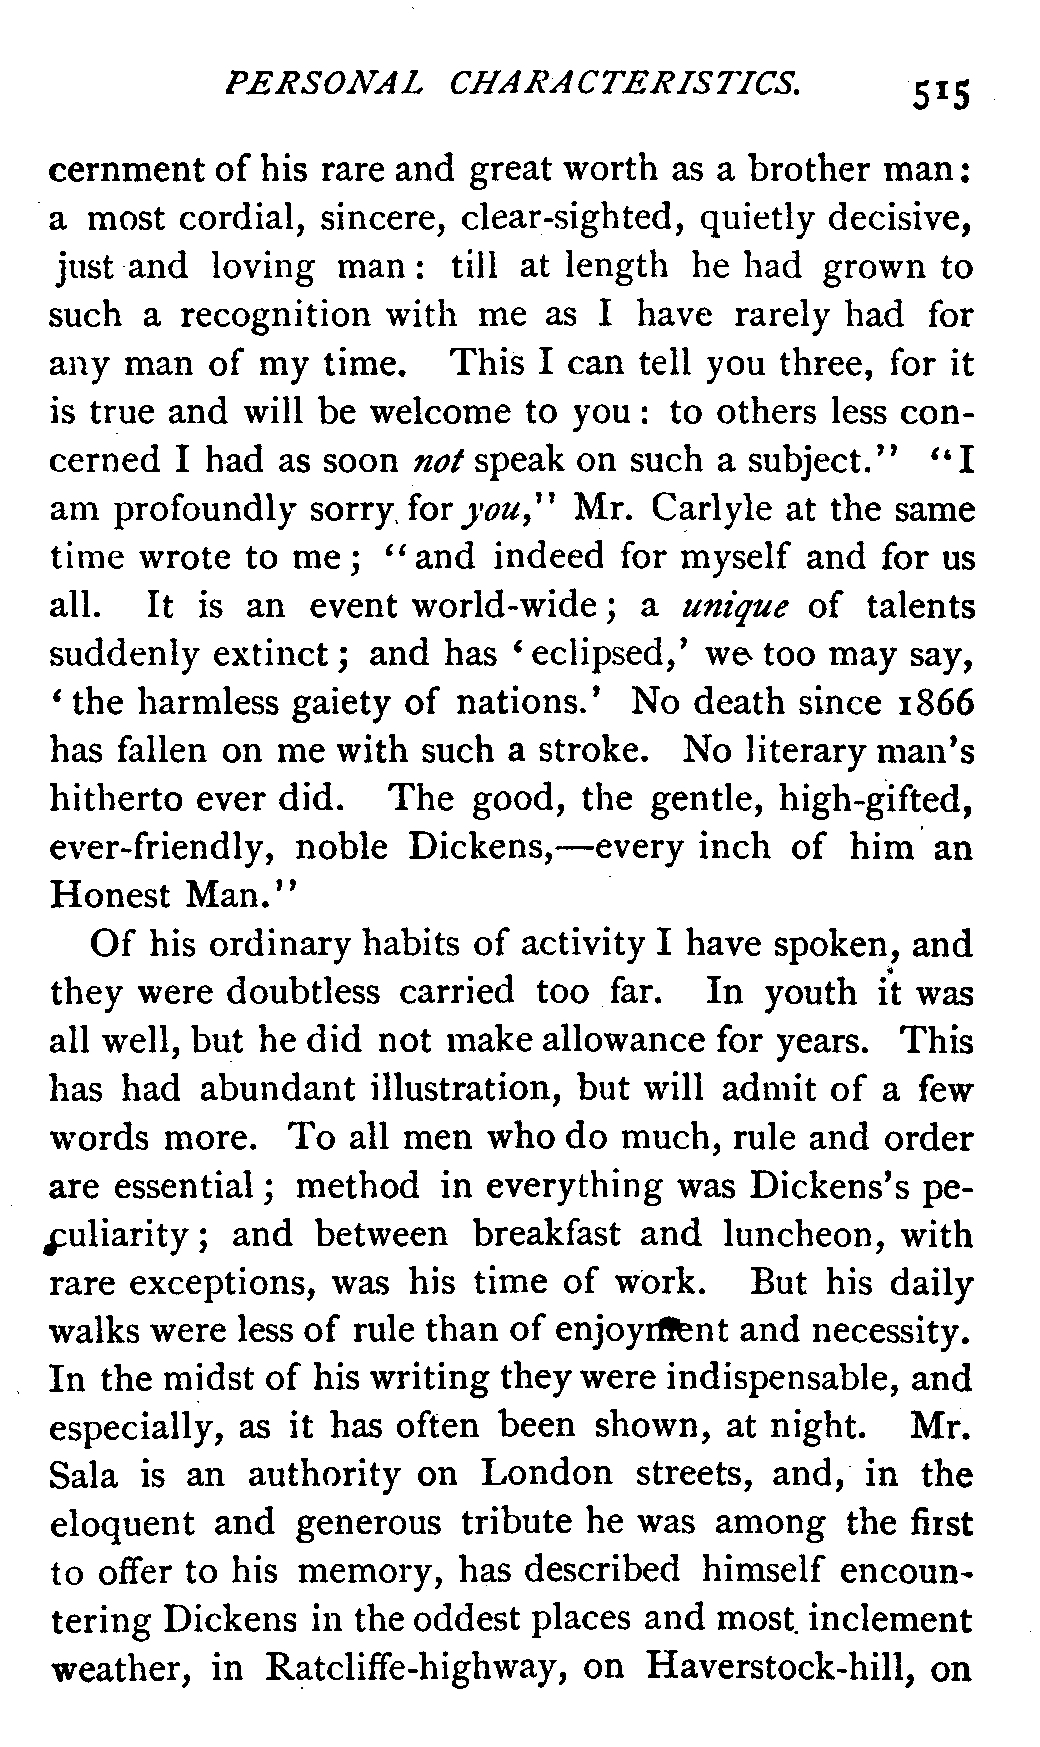 PERSONAL CHARACTERISTICS. 515
cernment of his rare and great worth as a brother man:
a most cordial, sincere, clear-sighted, quietly decisive,
just and loving man: till at length he had grown to
such a recognition with me as I have rarely had for
any man of my time. This I can tell you three, for it
is true and will be welcome to you: to others less con-
cerned I had as soon not speak on such a subject." "I
am profoundly sorry for you," Mr. Carlyle at the same
time wrote to me; "and indeed for myself and for us
all. It is an event world-wide; a unique of talents
suddenly extinct; and has 'eclipsed,' we too may say,
'the harmless gaiety of nations.' No death since 1866
has fallen on me with such a stroke. No literary man's
hitherto ever did. The good, the gentle, high-gifted,
ever-friendly, noble Dickens,—every inch of him an
Honest Man."
Of his ordinary habits of activity I have spoken, and
they were doubtless carried too far. In youth it was
all well, but he did not make allowance for years. This
has had abundant illustration, but will admit of a few
words more. To all men who do much, rule and order
are essential; method in everything was Dickens's pe-
culiarity; and between breakfast and luncheon, with
rare exceptions, was his time of work. But his daily
walks were less of rule than of enjoyment and necessity.
In the midst of his writing they were indispensable, and
especially, as it has often been shown, at night. Mr.
Sala is an authority on London streets, and, in the
eloquent and generous tribute he was among the first
to offer to his memory, has described himself encoun-
tering Dickens in the oddest places and most inclement
weather, in Ratcliffe-highway, on Haverstock-hill, on